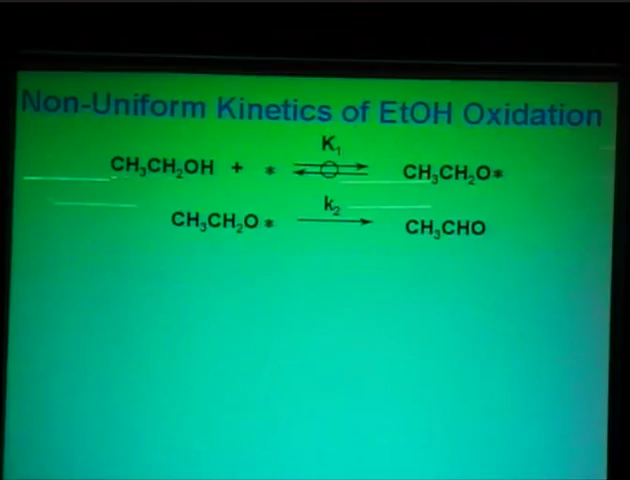 Non-Uniform Kinetics of EtOH Oxidation
K₁
CH₃CH₂OH + * ⇌ CH₃CH₂O*
k₂
CH₃CH₂O* → CH₃CHO